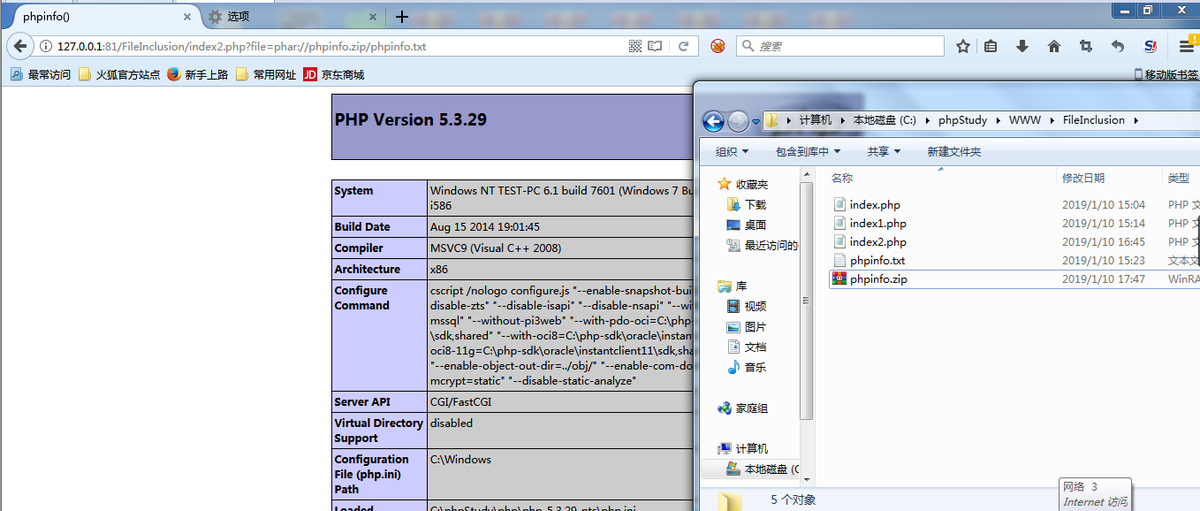 phpinfo()
选项
127.0.0.1:81/FileInclusion/index2.php?file=phar://phpinfo.zip/phpinfo.txt
搜索
最常访问 火狐官方站点 新手上路 常用网址 JD 京东商城
移动版书签
PHP Version 5.3.29
System
Windows NT TEST-PC 6.1 build 7601 (Windows 7 Bu
i586
Build Date
Aug 15 2014 19:01:45
Compiler
MSVC9 (Visual C++ 2008)
Architecture
x86
Configure
Command
cscript /nologo configure.js "--enable-snapshot-bui
disable-zts" "--disable-isapi" "--disable-nsapi" "--wi
mssql" "--without-pi3web" "--with-pdo-oci=C:\php-
\sdk,shared" "--with-oci8=C:\php-sdk\oracle\instan
oci8-11g=C:\php-sdk\oracle\instantclient11\sdk,sha
"--enable-object-out-dir=../obj/" "--enable-com-do
mcrypt=static" "--disable-static-analyze"
Server API
CGI/FastCGI
Virtual Directory
Support
disabled
Configuration
File (php.ini)
Path
C:\Windows
Loaded
C:\phpStudy\php\php-5.3.29-nts\php.ini
计算机 本地磁盘 (C:) phpStudy WWW FileInclusion
组织 包含到库中 共享 新建文件夹
收藏夹
下载
桌面
最近访问的
库
视频
图片
文档
音乐
家庭组
计算机
本地磁盘 (C
名称 修改日期 类型
index.php 2019/1/10 15:04 PHP 文
index1.php 2019/1/10 15:14 PHP 文
index2.php 2019/1/10 16:45 PHP 文
phpinfo.txt 2019/1/10 15:23 文本文
phpinfo.zip 2019/1/10 17:47 WinRA
5 个对象
网络 3
Internet 访问